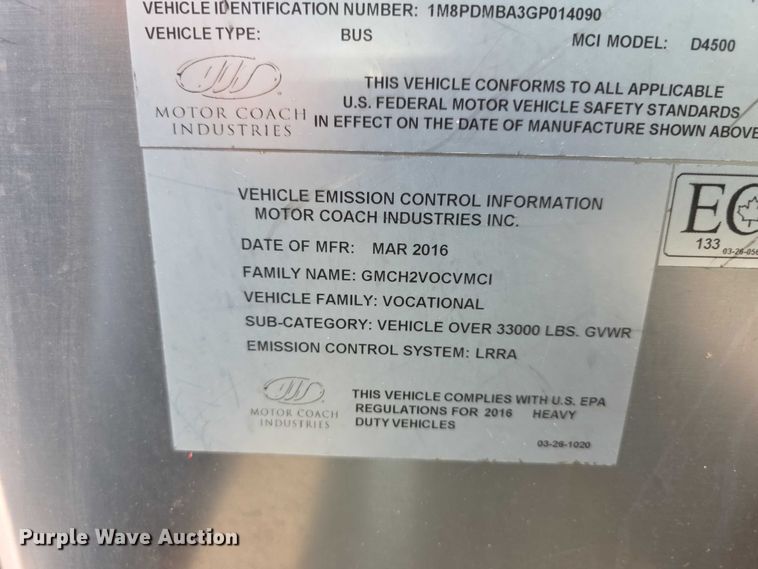 VEHICLE IDENTIFICATION NUMBER: 1M8PDMBA3GP014090
VEHICLE TYPE: BUS MCI MODEL: D4500
MOTOR COACH
INDUSTRIES
THIS VEHICLE CONFORMS TO ALL APPLICABLE
U.S. FEDERAL MOTOR VEHICLE SAFETY STANDARDS
IN EFFECT ON THE DATE OF MANUFACTURE SHOWN ABOVE
VEHICLE EMISSION CONTROL INFORMATION
MOTOR COACH INDUSTRIES INC.
DATE OF MFR: MAR 2016
FAMILY NAME: GMCH2VOCVMCI
VEHICLE FAMILY: VOCATIONAL
SUB-CATEGORY: VEHICLE OVER 33000 LBS. GVWR
EMISSION CONTROL SYSTEM: LRRA
MOTOR COACH
INDUSTRIES
THIS VEHICLE COMPLIES WITH U.S. EPA
REGULATIONS FOR 2016 HEAVY
DUTY VEHICLES
03-26-1020
133
Purple Wave Auction